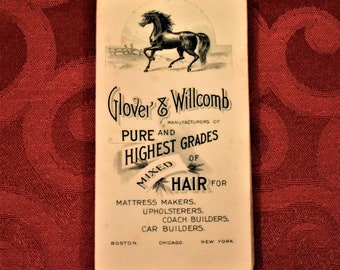 Glover & Willcomb
MANUFACTURERS OF
PURE AND
HIGHEST GRADES
MIXED OF
HAIR FOR
MATTRESS MAKERS,
UPHOLSTERERS,
COACH BUILDERS,
CAR BUILDERS.
BOSTON. CHICAGO. NEW YORK.